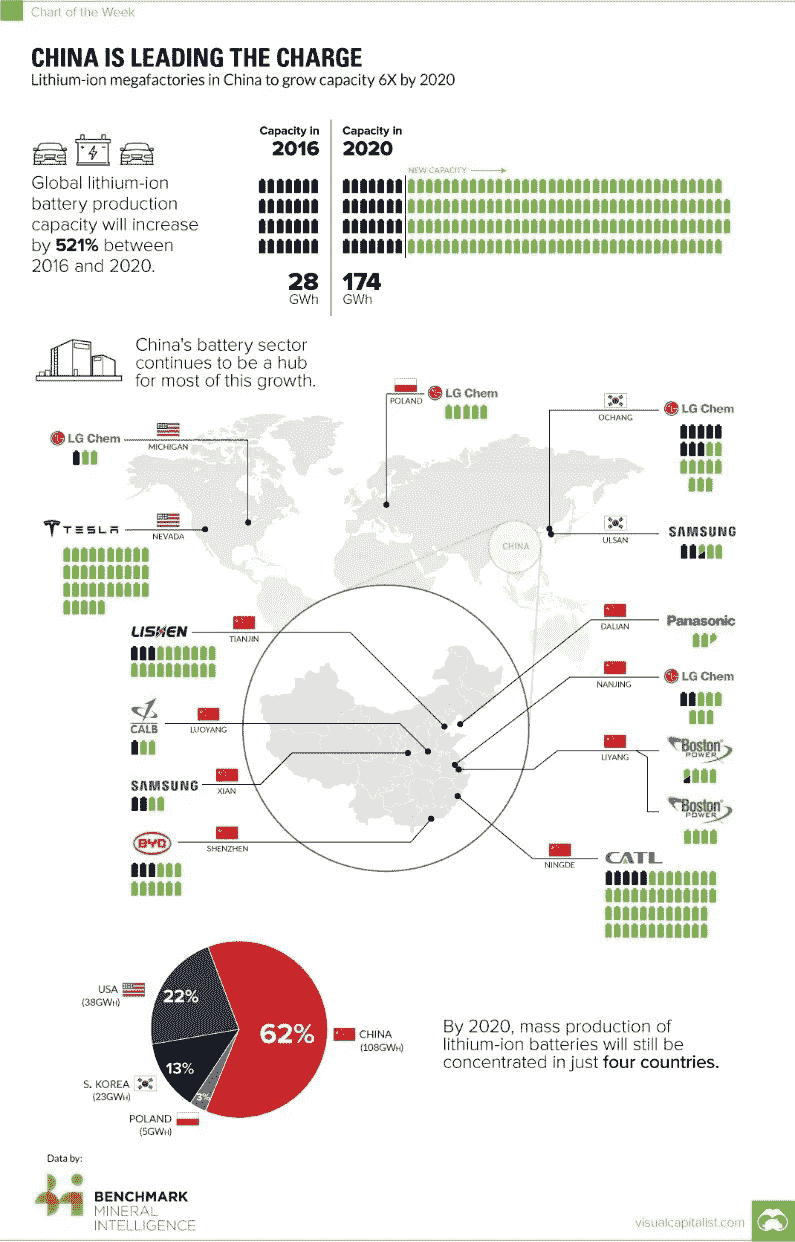 Chart of the Week
CHINA IS LEADING THE CHARGE
Lithium-ion megafactories in China to grow capacity 6X by 2020
Global lithium-ion
battery production
capacity will increase
by 521% between
2016 and 2020.
Capacity in
2016
28
GWh
Capacity in
2020
NEW CAPACITY
174
GWh
China's battery sector
continues to be a hub
for most of this growth.
POLAND
LG Chem
OCHANG
LG Chem
LG Chem
MICHIGAN
TESLA
NEVADA
ULSAN
SAMSUNG
CHINA
LISHEN
TIANJIN
DALIAN
Panasonic
NANJING
LG Chem
CALB
LUOYANG
LIYANG
Boston
POWER
SAMSUNG
XIAN
Boston
POWER
BYD
SHENZHEN
NINGDE
CATL
USA
(38GWH)
22%
62%
CHINA
(108GWH)
13%
S. KOREA
(23GWH)
3%
POLAND
(5GWH)
By 2020, mass production of
lithium-ion batteries will still be
concentrated in just four countries.
Data by:
BENCHMARK
MINERAL
INTELLIGENCE
visualcapitalist.com